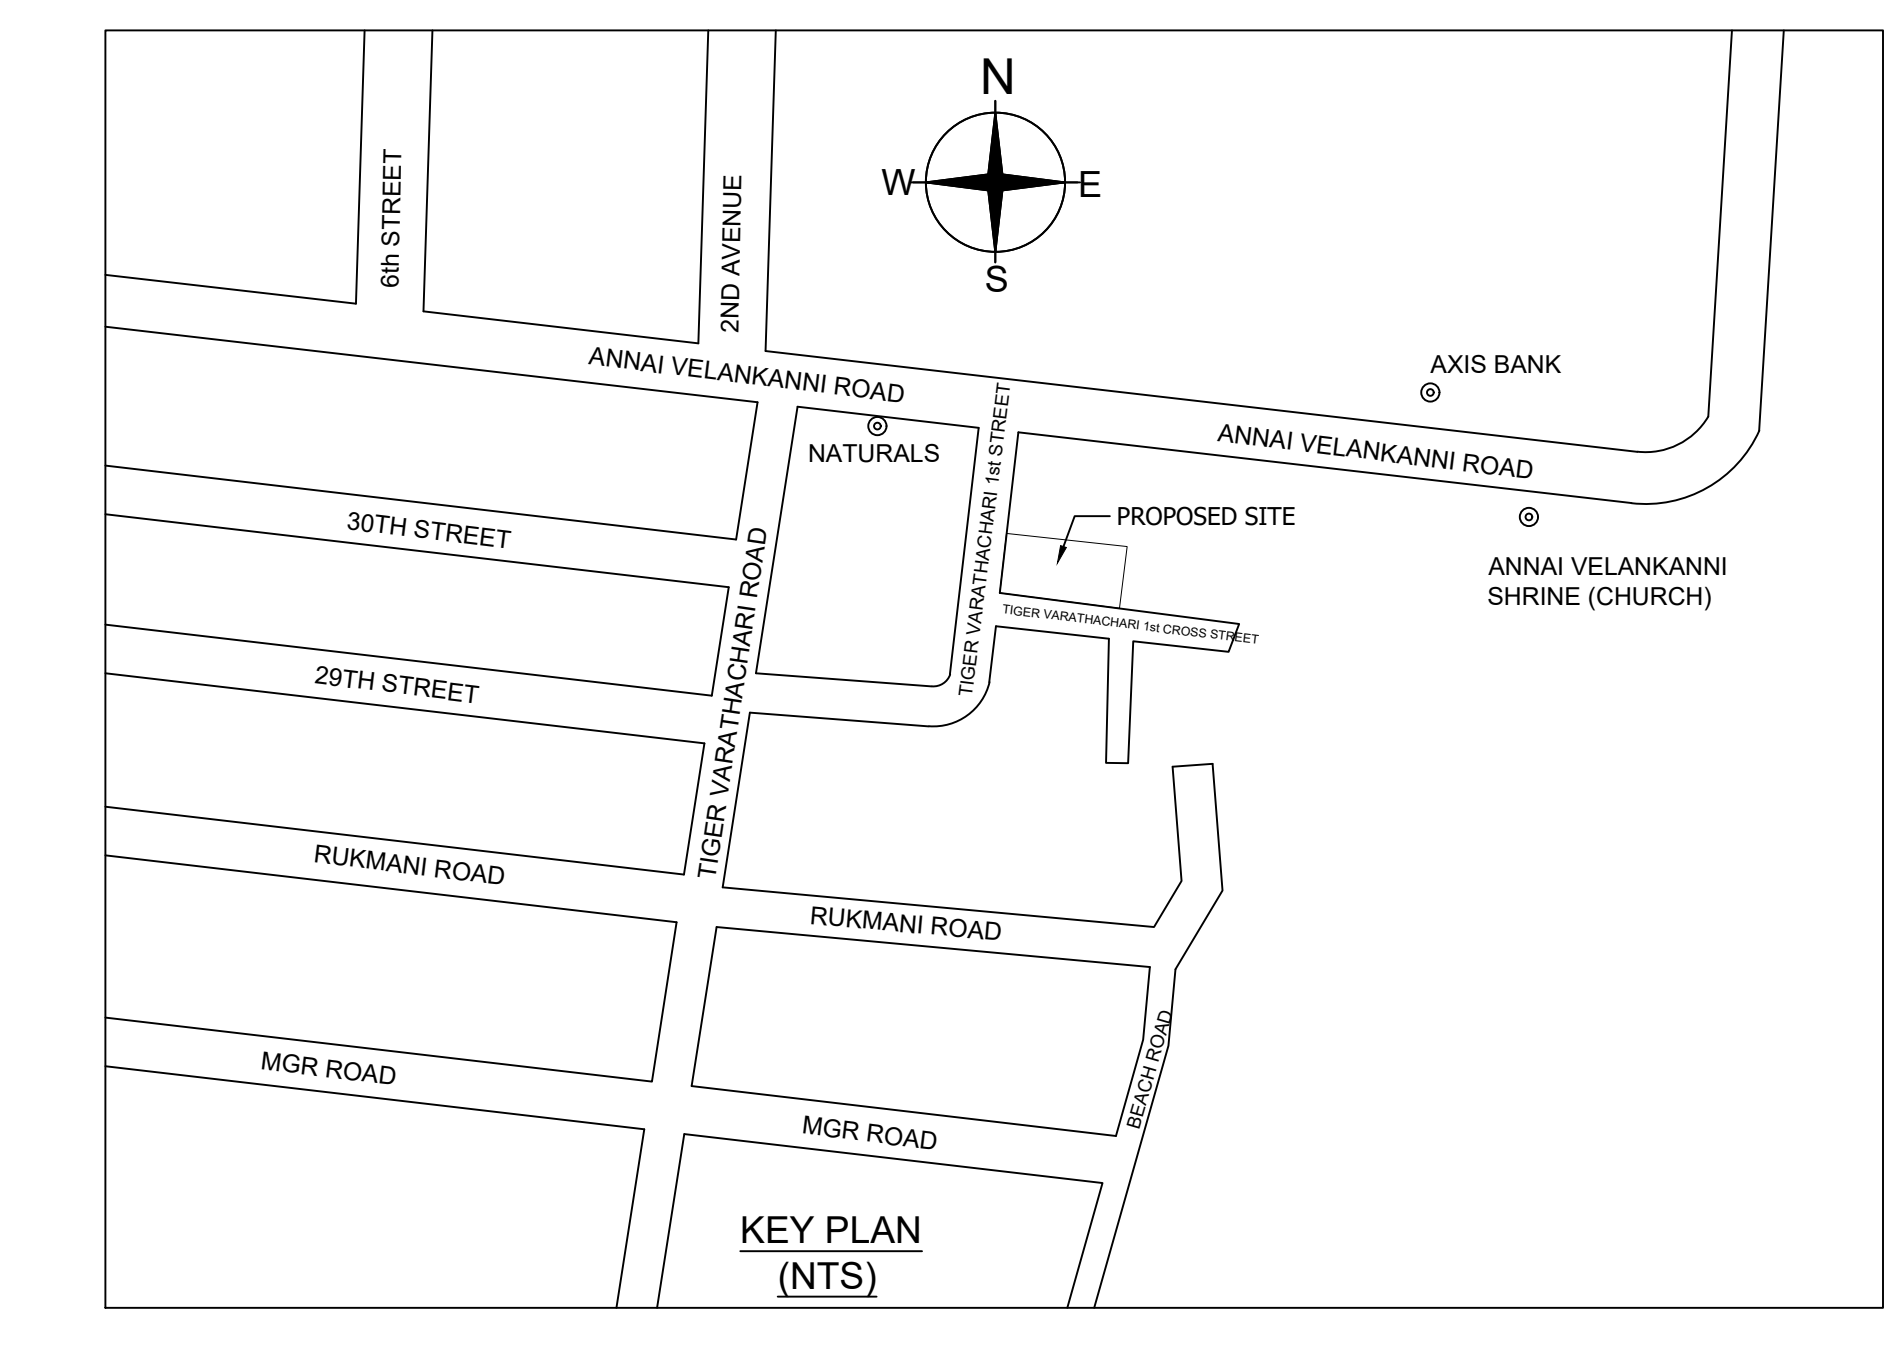 N
W
E
S
6th STREET
2ND AVENUE
ANNAI VELANKANNI ROAD
AXIS BANK
NATURALS
ANNAI VELANKANNI ROAD
TIGER VARATHACHARI 1st STREET
PROPOSED SITE
30TH STREET
ANNAI VELANKANNI
SHRINE (CHURCH)
TIGER VARATHACHARI 1st CROSS STREET
29TH STREET
TIGER VARATHACHARI ROAD
RUKMANI ROAD
RUKMANI ROAD
BEACH ROAD
MGR ROAD
MGR ROAD
KEY PLAN
(NTS)